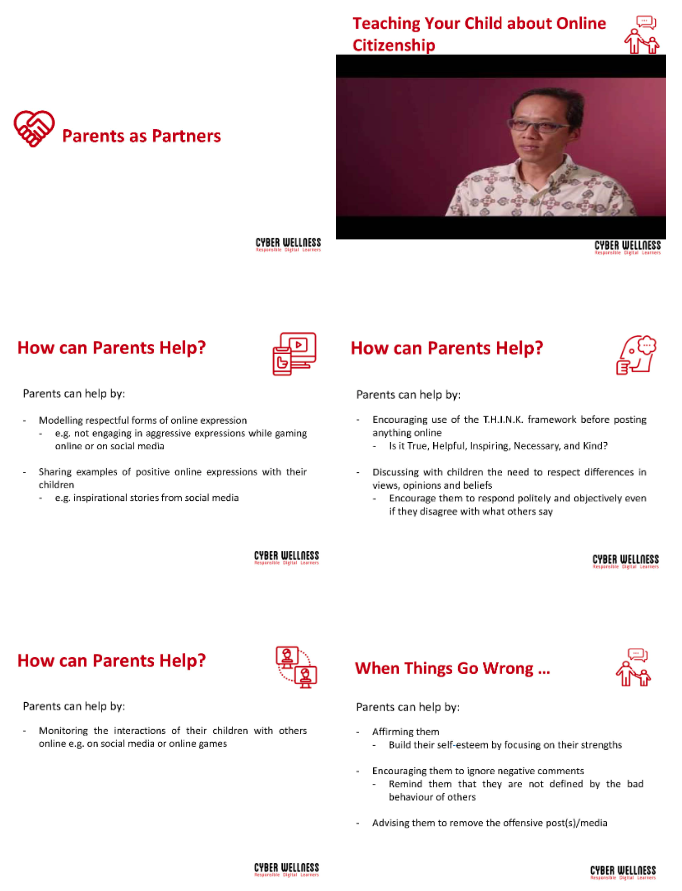 Parents as Partners
CYBER WELLNESS
Responsible Digital Learners
Teaching Your Child about Online
Citizenship
CYBER WELLNESS
Responsible Digital Learners
How can Parents Help?
Parents can help by:
- Modelling respectful forms of online expression
- e.g. not engaging in aggressive expressions while gaming
online or on social media
- Sharing examples of positive online expressions with their
children
- e.g. inspirational stories from social media
CYBER WELLNESS
Responsible Digital Learners
How can Parents Help?
Parents can help by:
- Encouraging use of the T.H.I.N.K. framework before posting
anything online
- Is it True, Helpful, Inspiring, Necessary, and Kind?
- Discussing with children the need to respect differences in
views, opinions and beliefs
- Encourage them to respond politely and objectively even
if they disagree with what others say
CYBER WELLNESS
Responsible Digital Learners
How can Parents Help?
Parents can help by:
- Monitoring the interactions of their children with others
online e.g. on social media or online games
CYBER WELLNESS
Responsible Digital Learners
When Things Go Wrong ...
Parents can help by:
- Affirming them
- Build their self-esteem by focusing on their strengths
- Encouraging them to ignore negative comments
- Remind them that they are not defined by the bad
behaviour of others
- Advising them to remove the offensive post(s)/media
CYBER WELLNESS
Responsible Digital Learners